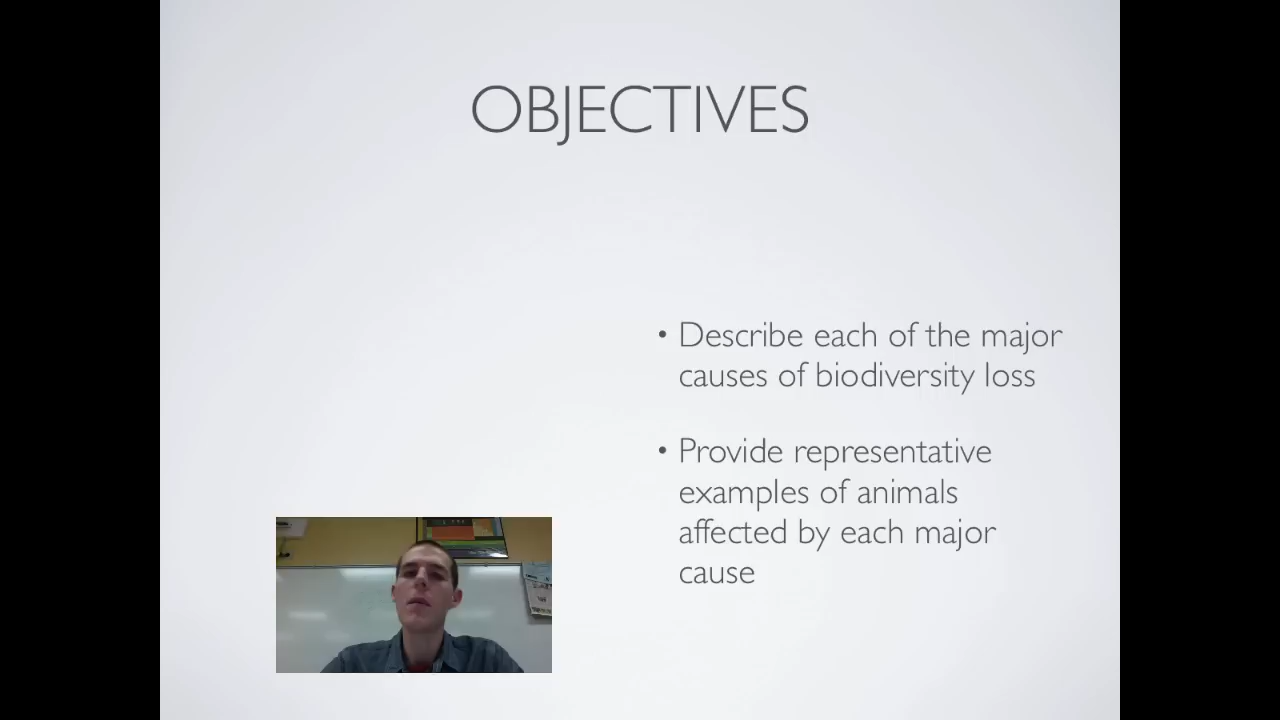 OBJECTIVES
• Describe each of the major
causes of biodiversity loss
• Provide representative
examples of animals
affected by each major
cause